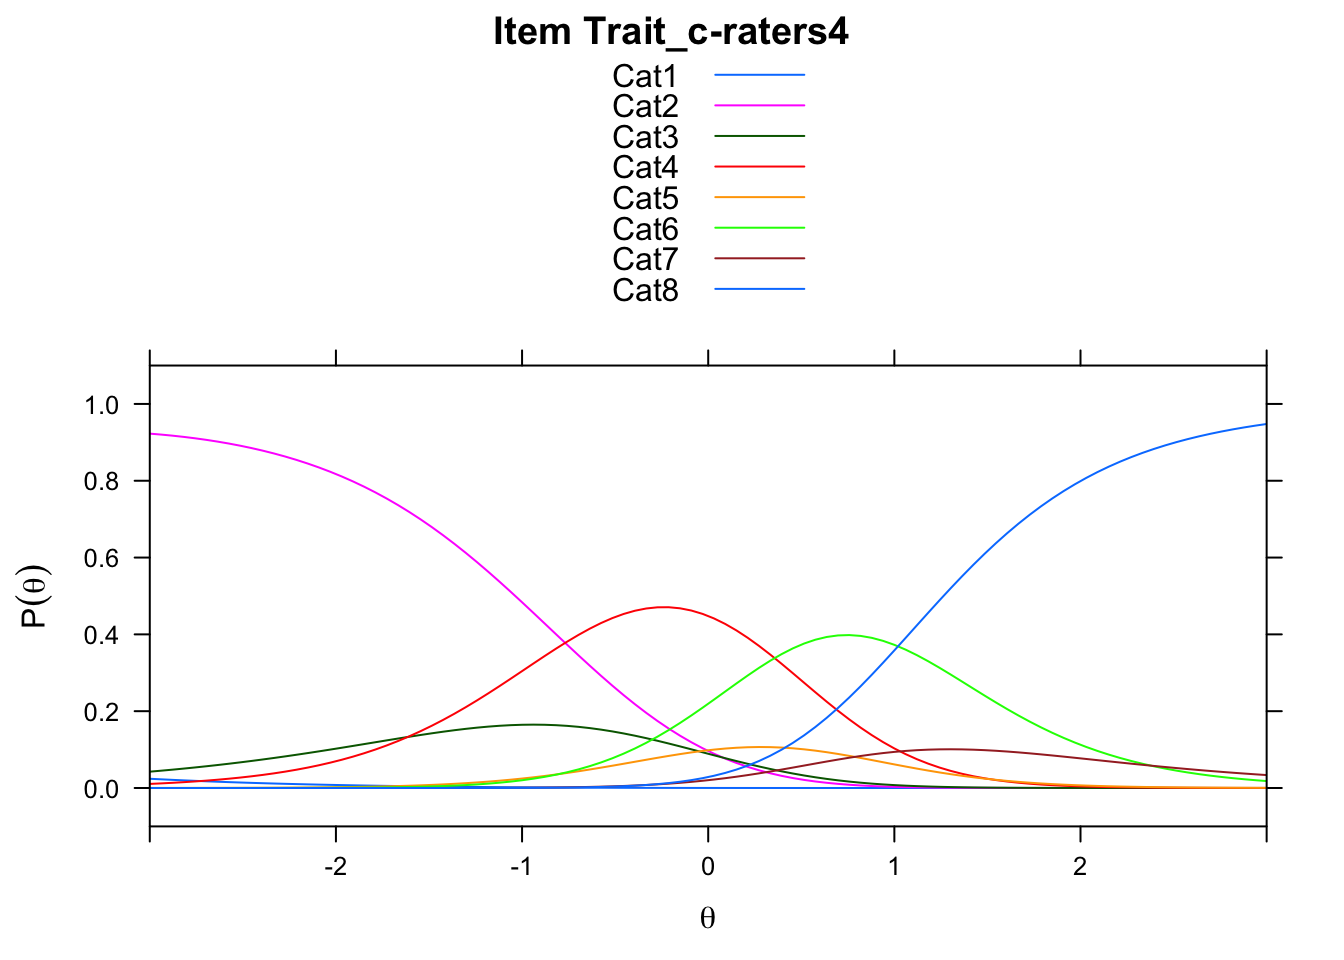 Item Trait_c-raters4
Cat1
Cat2
Cat3
Cat4
Cat5
Cat6
Cat7
Cat8
1.0
0.8
0.6
0.4
0.2
0.0
P(θ)
-2 -1 0 1 2
θ